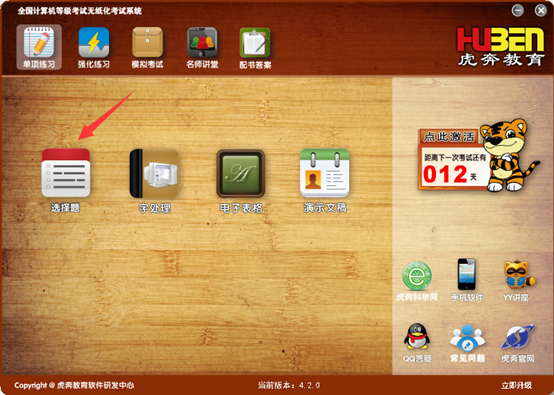 全国计算机等级考试无纸化考试系统
单项练习 强化练习 模拟考试 名师讲堂 配书答案
HUBEN
虎奔教育
选择题 字处理 电子表格 演示文稿
点此激活
距离下一次考试还有
012 天
虎奔科举网 手机软件 YY讲座
QQ答疑 常见问题 虎奔官网
Copyright @ 虎奔教育软件研发中心 当前版本：4.2.0 立即升级